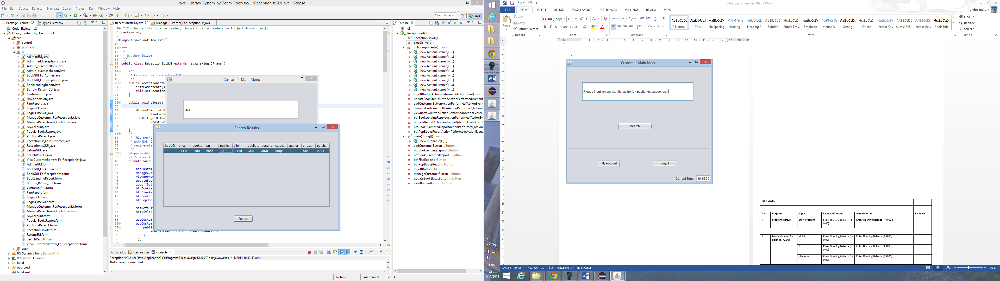 Java - Library_System_by_Team_Root/src/ui/ReceptionistGUI.java - Eclipse
File Edit Source Refactor Navigate Search Project Run Window Help
Quick Access
Java
Package Explorer
Type Hierarchy
Code_Skeleton_v2
Library_System_by_Team_Root
src
control
products
ui
AdiminGUI.java
Admin_addReceptionist.java
Admin_purchaseBook.java
Admin_purchaseReport.java
BookGUI_ForAdmin.java
BookGUI_ForReceptionist.java
BookLendingReport.java
Borrow_Return_GUI.java
CustomerGUI.java
DBConnection.java
FineReport.java
LoginGUI.java
LoginTimeGUI.java
ManageCustomer_ForReceptionist.java
ManageRecepitonist_ForAdmin.java
MyAccount.java
PopularBooksReport.java
PrintFineReceipt.java
Receptionist_addCustomer.java
ReceptionistGUI.java
ReturnGUI.java
SearchResults.java
ViewCustomerBorrow_ForReceptionist.java
AdiminGUI.form
BookGUI_ForAdmin.form
BookGUI_ForReceptionist.form
BookLendingReport.form
Borrow_Return_GUI.form
CustomerGUI.form
FineReport.form
LoginGUI.form
LoginTimeGUI.form
ManageCustomer_ForReceptionist.form
ManageRecepitonist_ForAdmin.form
MyAccount.form
PopularBooksReport.form
PrintFineReceipt.form
ReceptionistGUI.form
ReturnGUI.form
SearchResults.form
ViewCustomerBorrow_ForReceptionist.form
user
JRE System Library [JavaSE-1.7]
Referenced Libraries
build
nbproject
build.xml
ReceptionistGUI.java
ManageCustomer_ForReceptionist.java
2 * To change this license header, choose License Headers in Project Properties.
6 package ui;
7
8 import java.awt.Toolkit;
10
11 /**
12 *
13 * @author leiz03
14 */
15 public class ReceptionistGUI extends javax.swing.JFrame {
16
17 /**
18 * Creates new form AdiminGUI
19 */
20 public ReceptionistG
21 initComponents()
22 this.setLocation
23 }
24
25 public void close()
26
27 WindowEvent winC
28 WindowEv
29 Toolkit.getDefau
30 .postEve
31
32 }
33 /**
34 * This metho
35 * WARNING: Do
36 * regenerated
37 */
38 @SuppressWarni
39 // <editor-fol
40 private void i
41
42 addCustome
43 manageCust
44 viewBorrow
45 updateBook
46 logoffButt
47 btnBookLen
48 btnFineRep
49 btnBookPur
50 btnPopBook
51
52 setDefault
53 setTitle("
54
55 addCustome
56 addCustome
57 public
58 addCustomerButtonActionPerformed(evt);
59 }
60 });
Customer Main Menu
java
Search Results
bookID price book... sn publis... title publis... descri... categ... author shop... purch...
1 111.0 borro... 5656... 1999 Introd... CBA Java ... progr... 1 Shop ... 2014-...
Return
Javadoc Declaration Console
ReceptionistGUI (2) [Java Application] C:\Program Files\Java\jre1.8.0_20\bin\javaw.exe (1/11/2014 10:32:53 am)
Database connected
Writable Smart Insert 26 : 1
Outline
ui
ReceptionistGUI
ReceptionistGUI()
close() : void
initComponents() : void
new ActionListener() {...}
new ActionListener() {...}
new ActionListener() {...}
new ActionListener() {...}
new ActionListener() {...}
new ActionListener() {...}
new ActionListener() {...}
new ActionListener() {...}
new ActionListener() {...}
logoffButtonActionPerformed(ActionEvent) : void
updateBookStatusButtonActionPerformed(Action
addCustomerButtonActionPerformed(ActionEvent
manageCustomerButtonActionPerformed(ActionE
viewBorrowButtonActionPerformed(ActionEvent) :
btnBookLendingReportActionPerformed(ActionEv
btnFineReportActionPerformed(ActionEvent) : voi
btnBookPurchasedReportActionPerformed(Action
btnPopBooksReportActionPerformed(ActionEvent)
main(String[]) : void
new Runnable() {...}
addCustomerButton : JButton
btnBookLendingReport : JButton
btnBookPurchasedReport : JButton
btnFineReport : JButton
btnPopBooksReport : JButton
logoffButton : JButton
manageCustomerButton : JButton
updateBookStatusButton : JButton
viewBorrowButton : JButton
ENG
10:41 a.m.
1/11/2014
Library program Test Plan - Word
FILE HOME INSERT DESIGN PAGE LAYOUT REFERENCES MAILINGS REVIEW VIEW
andre andre
Paste
Cut
Copy
Format Painter
Calibri (Body) 11
¶ Normal Title No Spacing Heading 1 Heading 2 Subtitle Subtle Em... Emphasis Intense E... Strong Quote Intense Q... Subtle Ref... Intense Re... Book Title
Find
Replace
Select
Clipboard Font Paragraph Styles Editing
36)
Customer Main Menu
Please input key words: title, author(s), publisher, categories...
Search
My Account
Logoff
Current Time: 10:35:39
TEST CASES
Test Purpose Input Expected Output Actual Output Fault No
1. Program startup Start Program Enter Opening Balance ( > 0.00): Enter Opening Balance ( > 0.00):
2. Data validation for Balance (>0.00) -1.23 Enter Opening Balance ( > 0.00) Enter Opening Balance ( > 0.00)
0 Enter Opening Balance ( > 0.00) Enter Opening Balance ( > 0.00)
character Enter Opening Balance ( > 0.00) Enter Opening Balance ( > 0.00)
PAGE 31 OF 35 1432 WORDS ENGLISH (UNITED STATES)
90 %